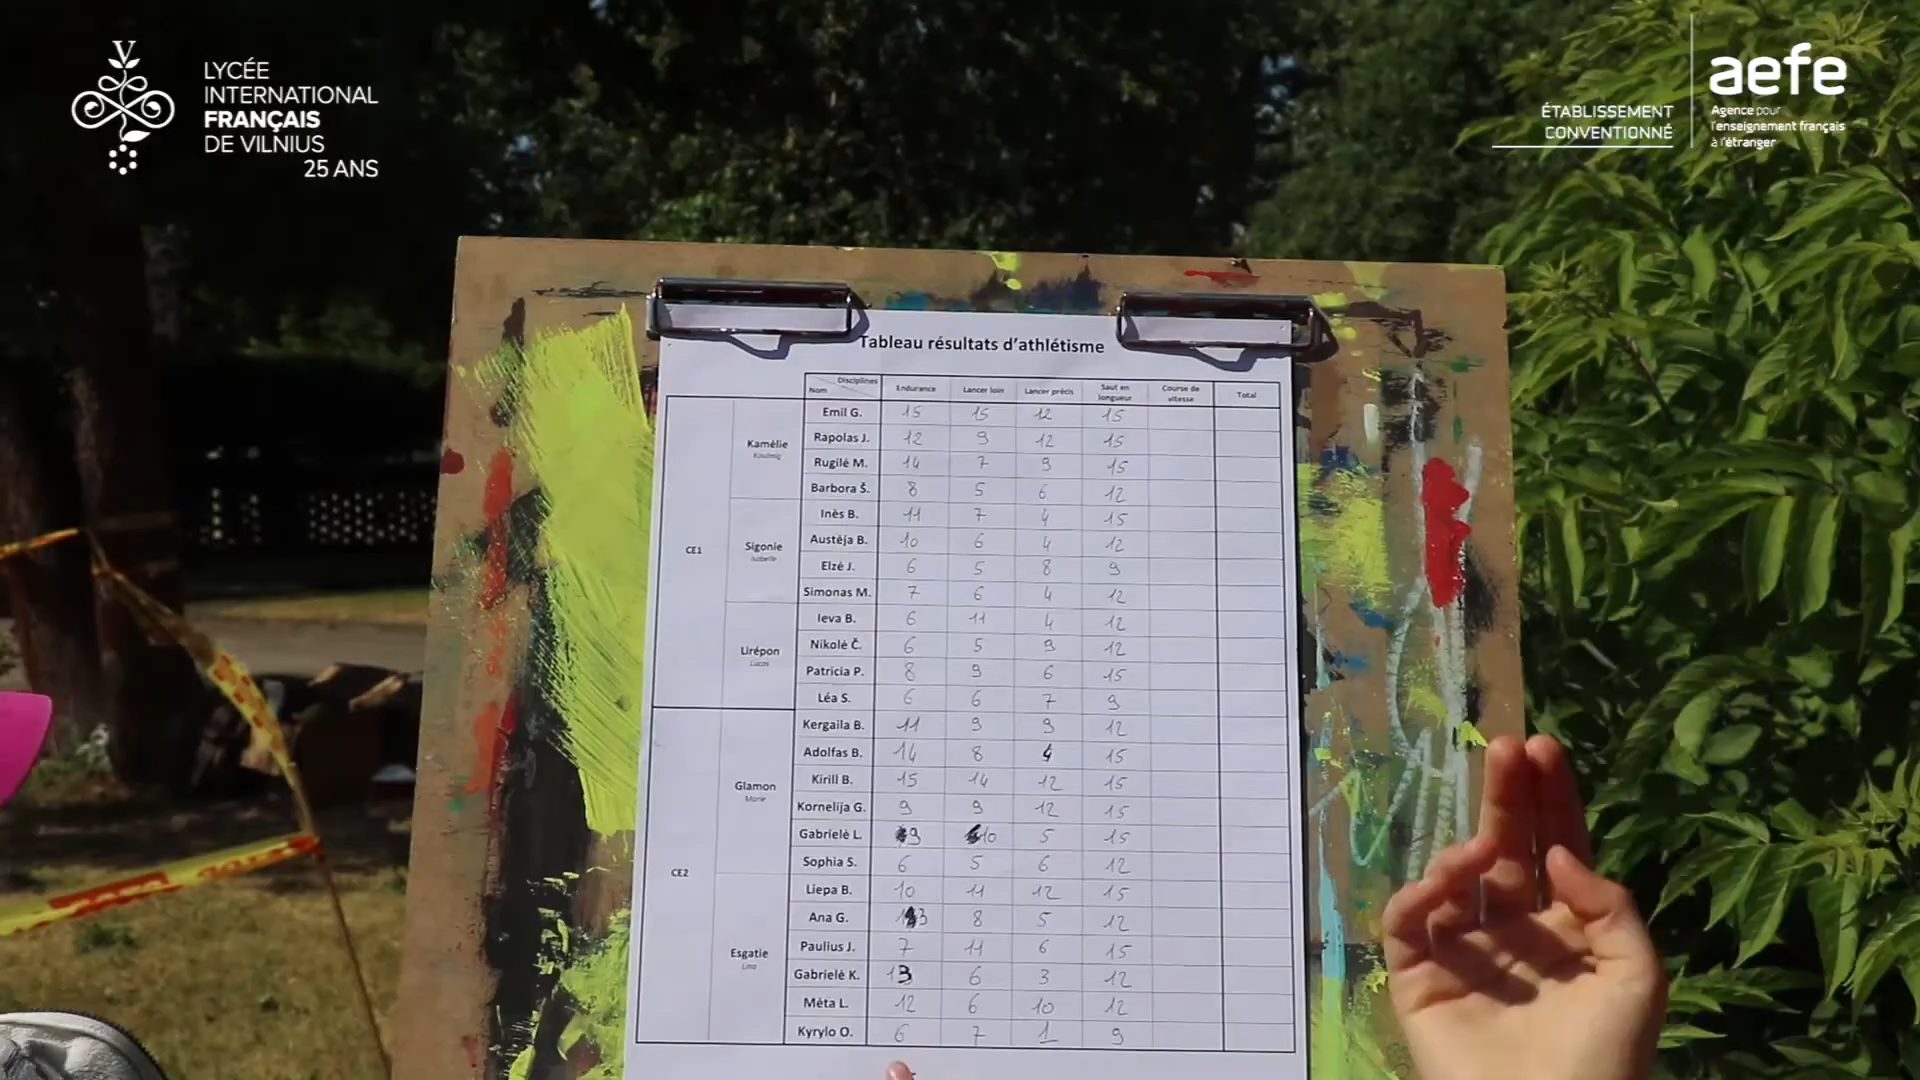 V
LYCÉE
INTERNATIONAL
FRANÇAIS
DE VILNIUS
25 ANS
ÉTABLISSEMENT
CONVENTIONNÉ
aefe
Agence pour
l'enseignement français
à l'étranger
Tableau résultats d'athlétisme
Disciplines Nom Endurance Lancer loin Lancer précis Saut en longueur Course de vitesse Total
CE1
Kamélie
Emil G. 15 15 12 15
Rapolas J. 12 9 12 15
Rugilė M. 14 7 9 15
Barbora Š. 8 5 6 12
Sigonie
Isabelle
Inès B. 11 7 4 15
Austėja B. 10 6 4 12
Elzė J. 6 5 8 9
Simonas M. 7 6 4 12
Lirépon
Lucas
Ieva B. 6 11 4 12
Nikolė Č. 6 5 9 12
Patricia P. 8 9 6 15
Léa S. 6 6 7 9
CE2
Glamon
Marie
Kergaila B. 11 9 9 12
Adolfas B. 14 8 4 15
Kirill B. 15 14 12 15
Kornelija G. 9 9 12 15
Gabrielė L. 9 10 5 15
Sophia S. 6 5 6 12
Esgatie
Lina
Liepa B. 10 11 12 15
Ana G. 13 8 5 12
Paulius J. 7 11 6 15
Gabrielė K. 13 6 3 12
Mėta L. 12 6 10 12
Kyrylo O. 6 7 1 9